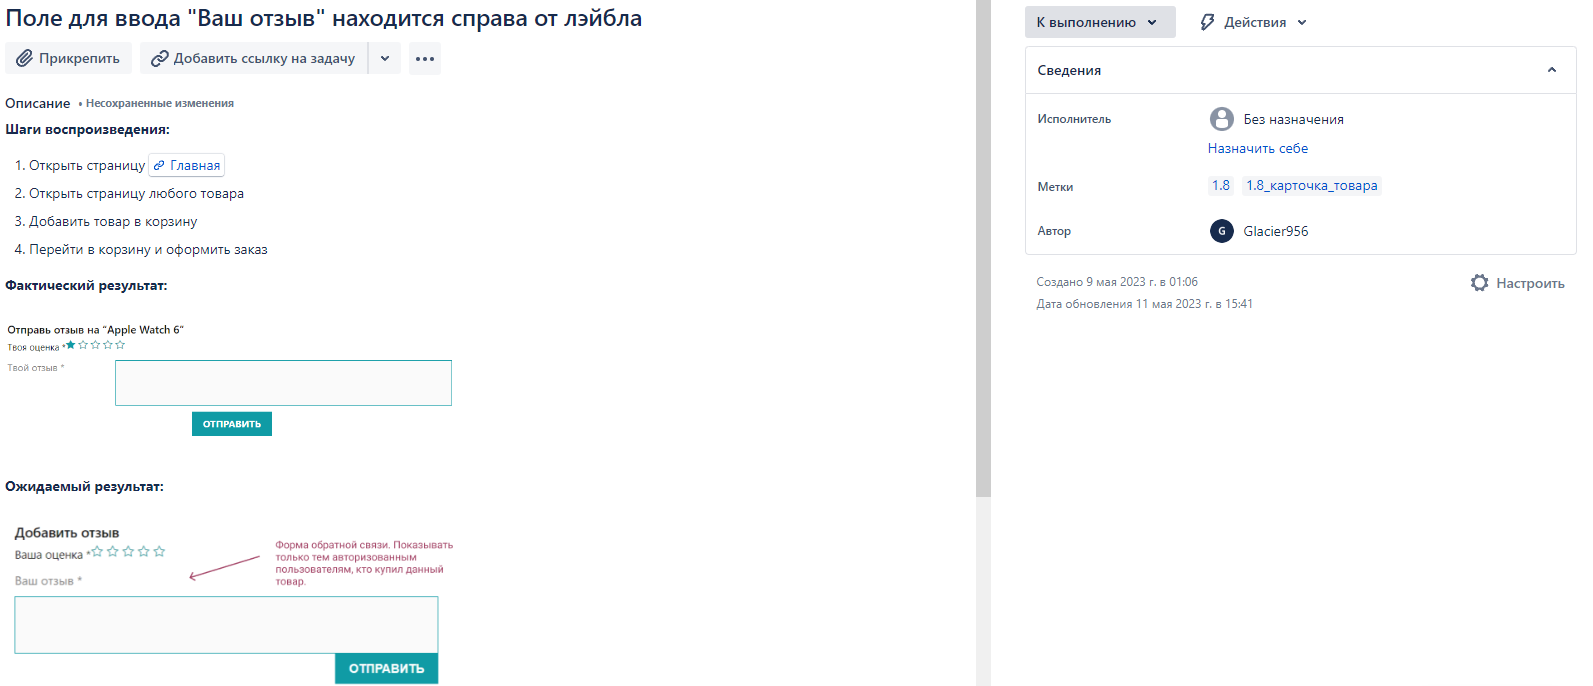 Поле для ввода "Ваш отзыв" находится справа от лэйбла
Прикрепить
Добавить ссылку на задачу
Описание • Несохраненные изменения
Шаги воспроизведения:
1. Открыть страницу Главная
2. Открыть страницу любого товара
3. Добавить товар в корзину
4. Перейти в корзину и оформить заказ
Фактический результат:
Отправь отзыв на “Apple Watch 6”
Твоя оценка *
Твой отзыв *
ОТПРАВИТЬ
Ожидаемый результат:
Добавить отзыв
Ваша оценка *
Ваш отзыв *
Форма обратной связи. Показывать
только тем авторизованным
пользователям, кто купил данный
товар.
ОТПРАВИТЬ
К выполнению
Действия
Сведения
Исполнитель
Без назначения
Назначить себе
Метки
1.8 1.8_карточка_товара
Автор
G Glacier956
Создано 9 мая 2023 г. в 01:06
Дата обновления 11 мая 2023 г. в 15:41
Настроить